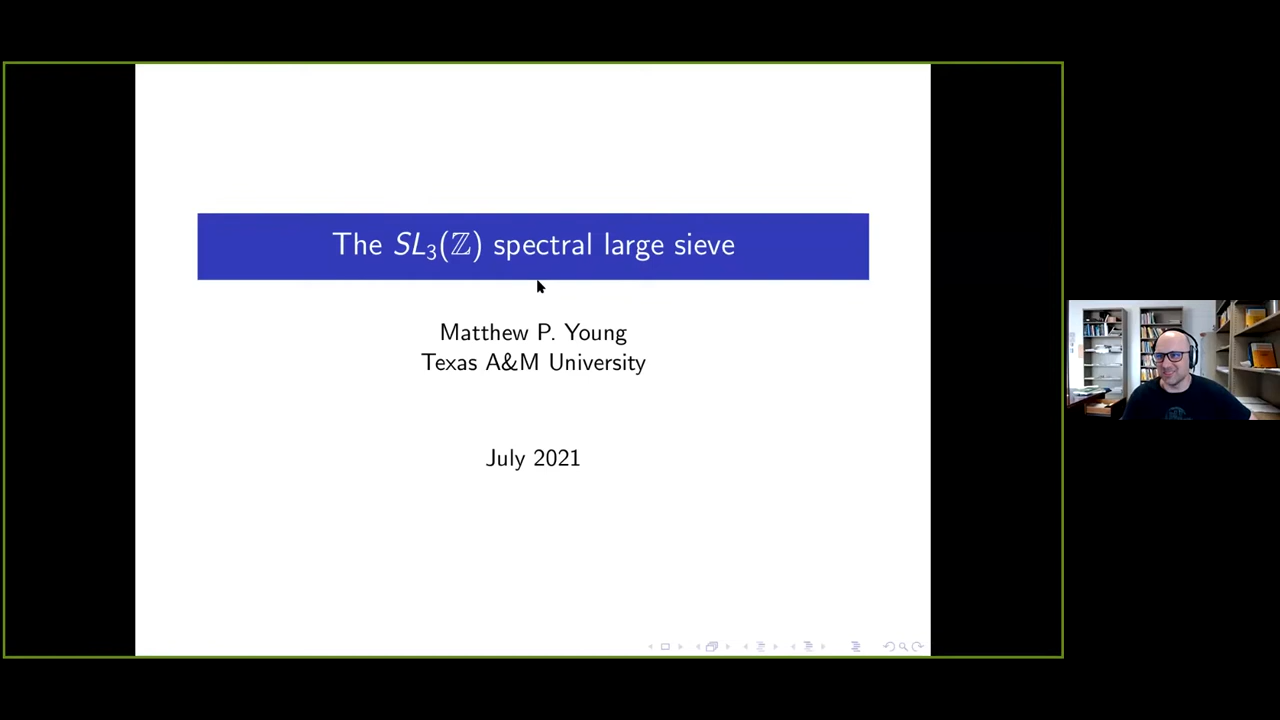 The SL₃(ℤ) spectral large sieve
Matthew P. Young
Texas A&M University
July 2021